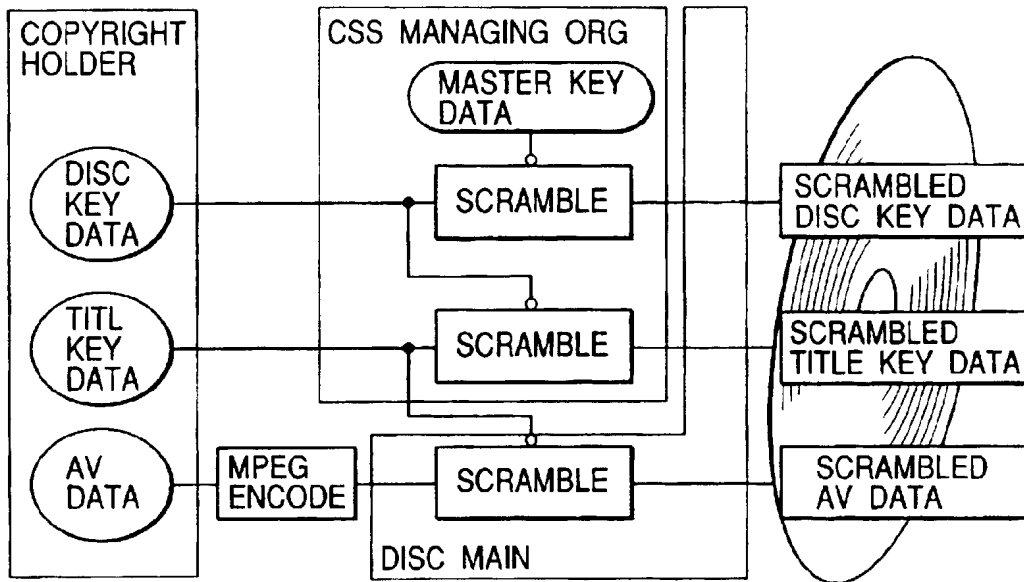 COPYRIGHT
HOLDER
CSS MANAGING ORG
MASTER KEY
DATA
DISC
KEY
DATA
SCRAMBLE
SCRAMBLED
DISC KEY DATA
TITL
KEY
DATA
SCRAMBLE
SCRAMBLED
TITLE KEY DATA
AV
DATA
MPEG
ENCODE
SCRAMBLE
SCRAMBLED
AV DATA
DISC MAIN